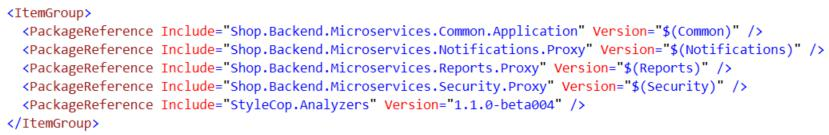 <ItemGroup>
  <PackageReference Include="Shop.Backend.Microservices.Common.Application" Version="$(Common)" />
  <PackageReference Include="Shop.Backend.Microservices.Notifications.Proxy" Version="$(Notifications)" />
  <PackageReference Include="Shop.Backend.Microservices.Reports.Proxy" Version="$(Reports)" />
  <PackageReference Include="Shop.Backend.Microservices.Security.Proxy" Version="$(Security)" />
  <PackageReference Include="StyleCop.Analyzers" Version="1.1.0-beta004" />
</ItemGroup>